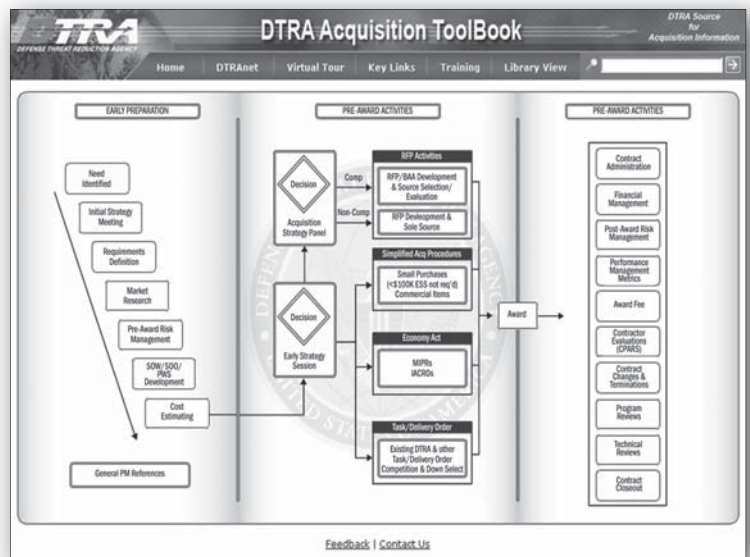 DTRA
DEFENSE THREAT REDUCTION AGENCY
DTRA Acquisition ToolBook
DTRA Source
for
Acquisition Information
Home
DTRAnet
Virtual Tour
Key Links
Training
Library View
EARLY PREPARATION
Need
Identified
Initial Strategy
Meeting
Requirements
Definition
Market
Research
Pre-Award Risk
Management
SOW/SOO/
PWS
Development
Cost
Estimating
General PM References
PRE-AWARD ACTIVITIES
Decision
Acquisition
Strategy Panel
Comp
Non-Comp
Decision
Early Strategy
Session
RFP Activities
RFP/BAA Development
& Source Selection/
Evaluation
RFP Devleopment &
Sole Source
Simplified Acq Procedures
Small Purchases
(<$100K ESS not req'd)
Commercial Items
Economy Act
MIPRs
IACROs
Task/Delivery Order
Existing DTRA & other
Task/Delivery Order
Competition & Down Select
Award
PRE-AWARD ACTIVITIES
Contract
Administration
Financial
Management
Post-Award Risk
Management
Performance
Management
Metrics
Award Fee
Contractor
Evaluations
(CPARS)
Contract
Changes &
Terminations
Program
Reviews
Technical
Reviews
Contract
Closeout
Feedback | Contact Us